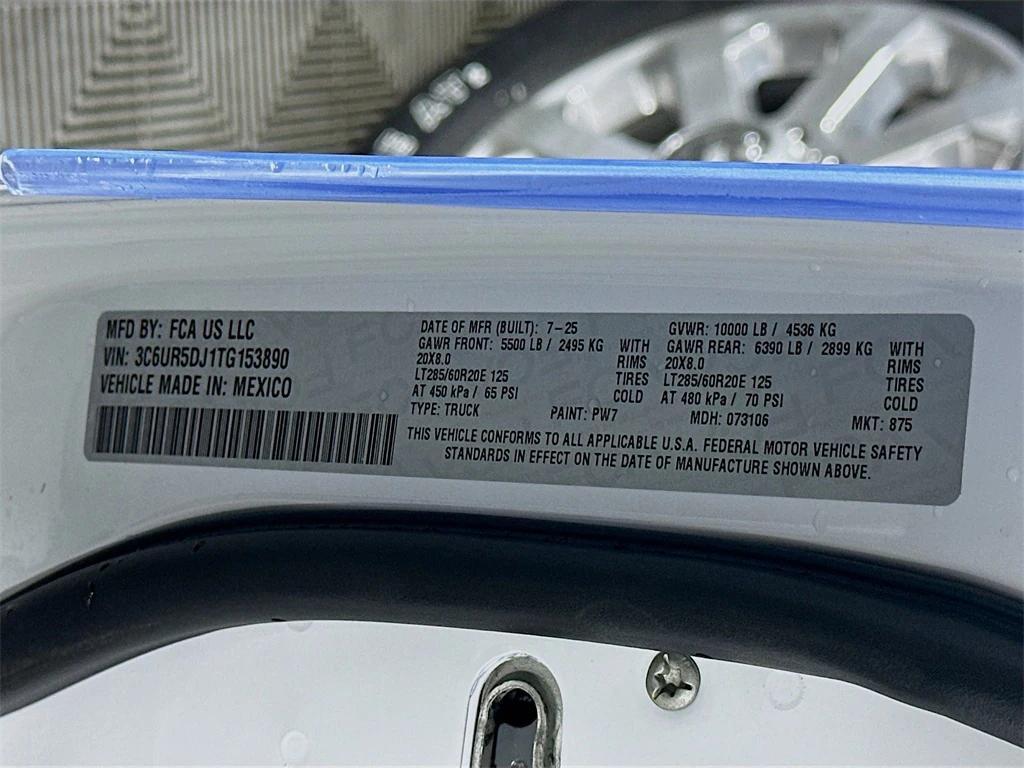 MFD BY: FCA US LLC
VIN: 3C6UR5DJ1TG153890
VEHICLE MADE IN: MEXICO
DATE OF MFR (BUILT): 7-25
GAWR FRONT: 5500 LB / 2495 KG WITH
20X8.0 RIMS
LT285/60R20E 125 TIRES
AT 450 kPa / 65 PSI COLD
TYPE: TRUCK PAINT: PW7
GVWR: 10000 LB / 4536 KG
GAWR REAR: 6390 LB / 2899 KG WITH
20X8.0 RIMS
LT285/60R20E 125 TIRES
AT 480 kPa / 70 PSI COLD
MDH: 073106 MKT: 875
THIS VEHICLE CONFORMS TO ALL APPLICABLE U.S.A. FEDERAL MOTOR VEHICLE SAFETY
STANDARDS IN EFFECT ON THE DATE OF MANUFACTURE SHOWN ABOVE.